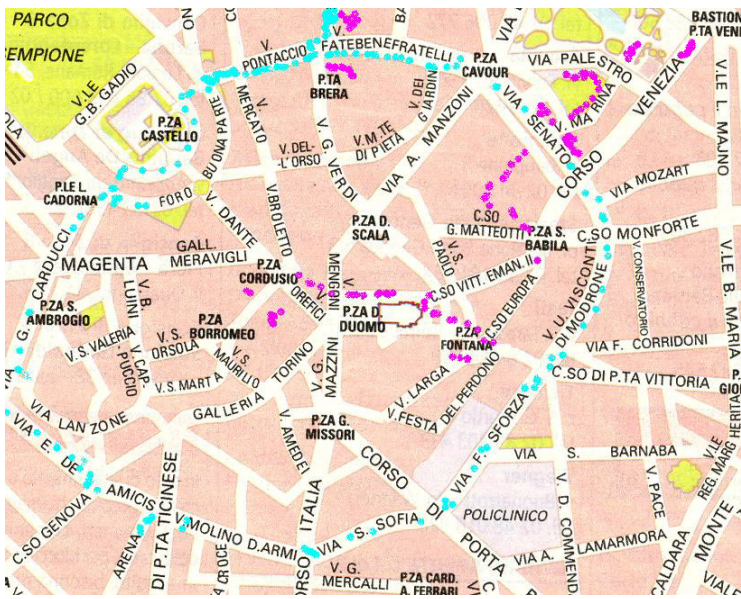 PARCO
SEMPIONE
V.LE
G.B. GADIO
P.ZA
CASTELLO
V.
PONTACCIO
FATEBENEFRATELLI
P.TA
BRERA
P.ZA
CAVOUR
VIA PALESTRO
BASTION
P.TA VENE
V. MARINA
VENEZIA
CORSO
VIA SENATO
V.LE L. MAJNO
V. DEI
GIARDINI
V.
MERCATO
BUONAPARTE
FORO
V. DEL-
L'ORSO
V.M. TE
DI PIETÀ
V. G. VERDI
VIA A. MANZONI
VIA MOZART
P.LE L.
CADORNA
V. DANTE
V.BROLETTO
P.ZA D.
SCALA
C.SO
G. MATTEOTTI
V. S.
PAOLO
P.ZA S.
BABILA
C.SO MONFORTE
V. CONSERVATORIO
V.LE B. MARIA
GALL.
MERAVIGLI
MAGENTA
CARDUCCI
G.
P.ZA
CORDUSIO
V.
OREFICI
MENGONI
C.SO VITT. EMAN. II
C.SO EUROPA
V.U. VISCONTI
DI MODRONE
P.ZA S.
AMBROGIO
V. B.
LUINI
P.ZA
BORROMEO
P.ZA D.
DUOMO
P.ZA
FONTANA
V. S. VALERIA
V. S.
ORSOLA
V. CAP.
PUCCIO
V.S. MARTA
V. S.
MAURILIO
TORINO
V. G.
MAZZINI
V. LARGA
V.FESTA
DEL PERDONO
VIA F. CORRIDONI
C.SO DI P.TA VITTORIA
VIA LANZONE
GALLERIA
V. AMEDEI
P.ZA G.
MISSORI
VIA F. SFORZA
VIA S. BARNABA
V.LE
REG. MARGHERITA
VIA E. DE
AMICIS
C.SO GENOVA
DI P.TA TICINESE
V.MOLINO D.ARMI
ARENA
CORSO ITALIA
VIA S. SOFIA
CORSO
DI
PORTA
POLICLINICO
V. D. COMMENDA
V. PACE
VIA A. LAMARMORA
CALDARA
MONTE
V. G.
MERCALLI
P.ZA CARD.
A. FERRARI